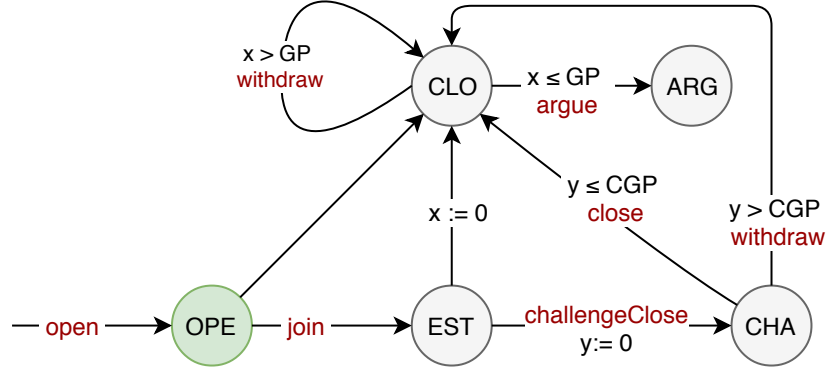 x > GP
withdraw
CLO
x ≤ GP
argue
ARG
y ≤ CGP
close
x := 0
y > CGP
withdraw
open
OPE
join
EST
challengeClose
y:= 0
CHA